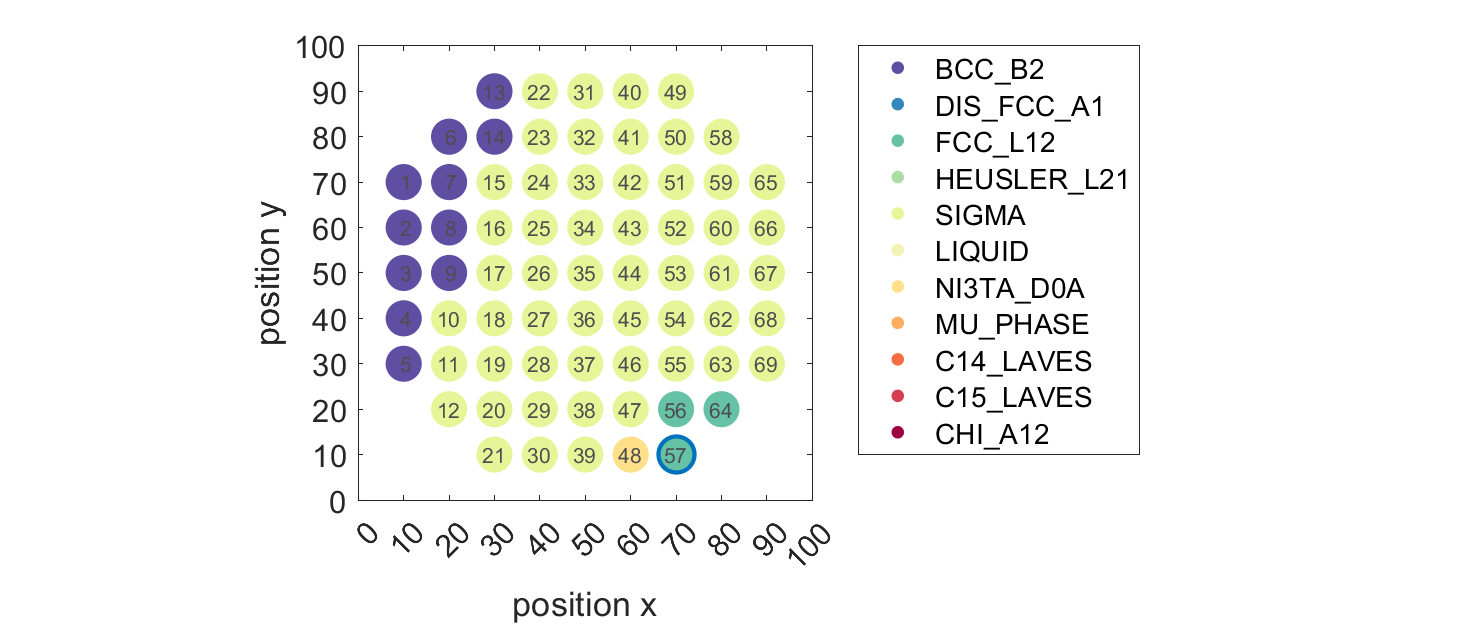 100
90 13 22 31 40 49
80 6 14 23 32 41 50 58
70 1 7 15 24 33 42 51 59 65
60 2 8 16 25 34 43 52 60 66
50 3 9 17 26 35 44 53 61 67
40 4 10 18 27 36 45 54 62 68
30 5 11 19 28 37 46 55 63 69
20 12 20 29 38 47 56 64
10 21 30 39 48 57
0
position y
0 10 20 30 40 50 60 70 80 90 100
position x
BCC_B2
DIS_FCC_A1
FCC_L12
HEUSLER_L21
SIGMA
LIQUID
NI3TA_D0A
MU_PHASE
C14_LAVES
C15_LAVES
CHI_A12